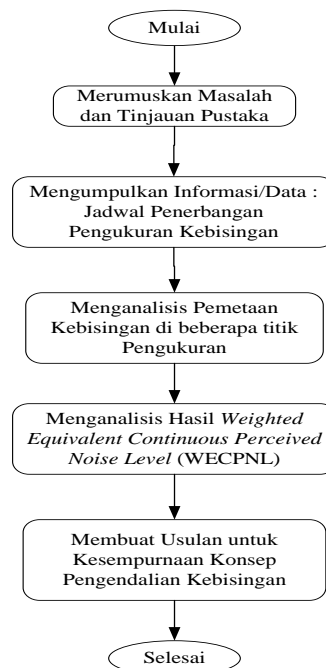 Mulai
Merumuskan Masalah
dan Tinjauan Pustaka
Mengumpulkan Informasi/Data :
Jadwal Penerbangan
Pengukuran Kebisingan
Menganalisis Pemetaan
Kebisingan di beberapa titik
Pengukuran
Menganalisis Hasil Weighted
Equivalent Continuous Perceived
Noise Level (WECPNL)
Membuat Usulan untuk
Kesempurnaan Konsep
Pengendalian Kebisingan
Selesai